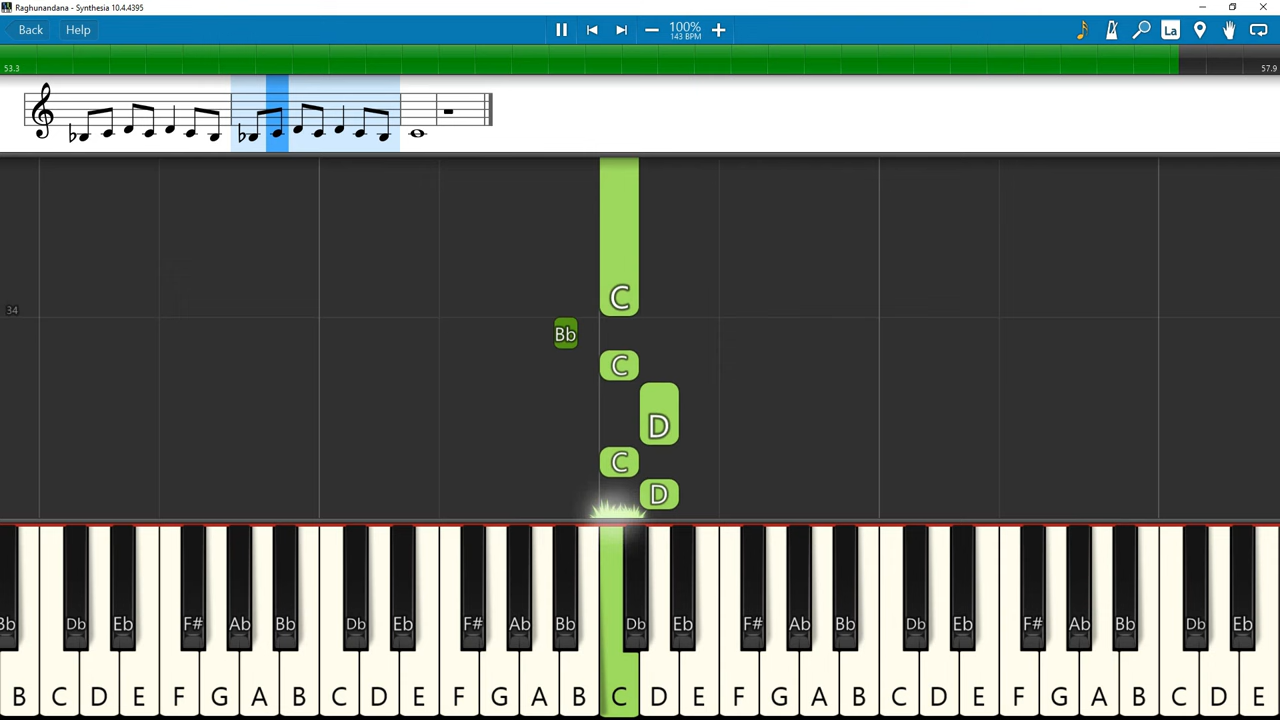 Raghunandana - Synthesia 10.4.4395
Back Help 100% La
143 BPM
53.3 57.9
C
34
Bb
C
D
C
D
Bb Db Eb F# Ab Bb Db Eb F# Ab Bb Db Eb F# Ab Bb Db Eb F# Ab Bb Db Eb
B C D E F G A B C D E F G A B C D E F G A B C D E F G A B C D E